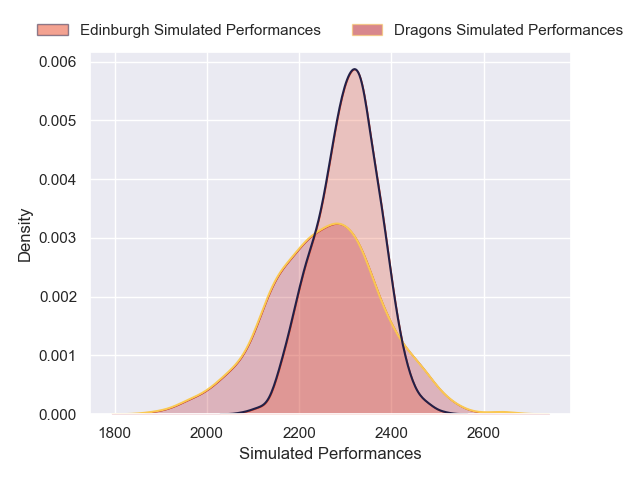 Edinburgh Simulated Performances Dragons Simulated Performances
0.006
0.005
0.004
0.003
0.002
0.001
0.000
Density
1800 2000 2200 2400 2600
Simulated Performances